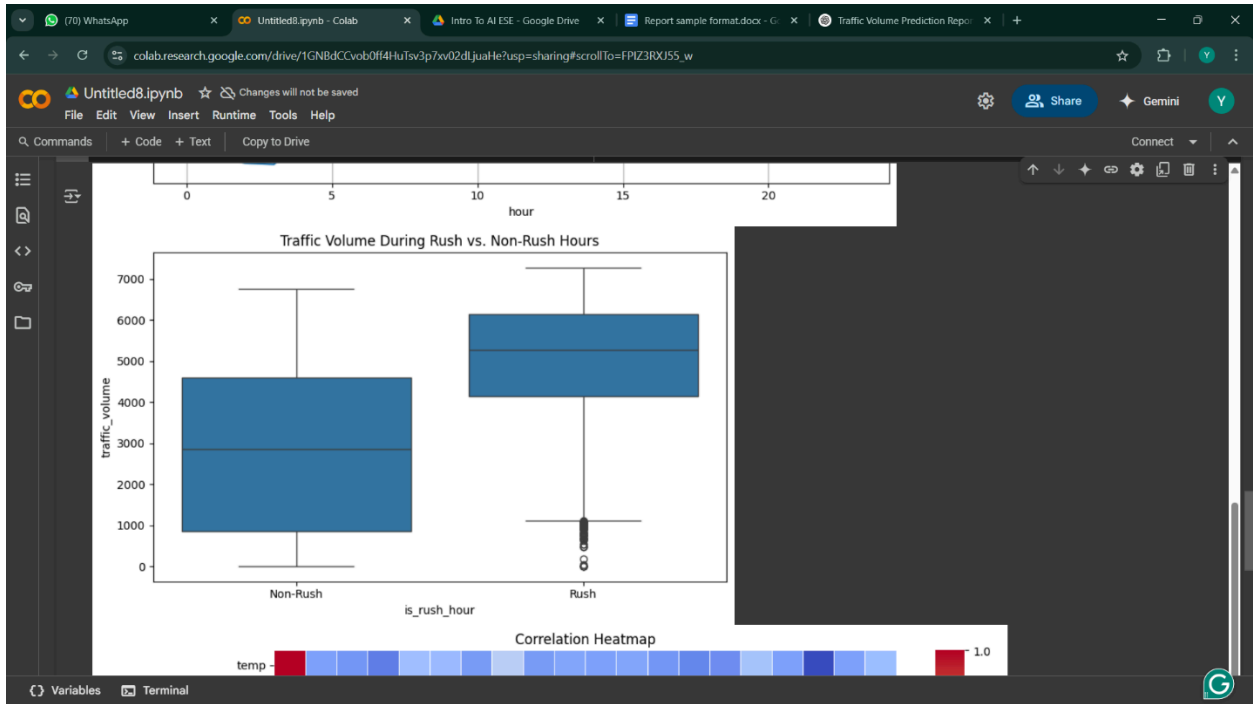 (70) WhatsApp
Untitled8.ipynb - Colab
Intro To AI ESE - Google Drive
Report sample format.docx - Go
Traffic Volume Prediction Repor
colab.research.google.com/drive/1GNBdCCvob0ff4HuTsv3p7xv02dLjuaHe?usp=sharing#scrollTo=FPIZ3RXJ55_w
Y
CO
Untitled8.ipynb
Changes will not be saved
File Edit View Insert Runtime Tools Help
Share
Gemini
Y
Commands + Code + Text Copy to Drive
Connect
0 5 10 15 20
hour
Traffic Volume During Rush vs. Non-Rush Hours
7000
6000
5000
4000
3000
2000
1000
0
traffic_volume
Non-Rush Rush
is_rush_hour
Correlation Heatmap
temp
1.0
{} Variables Terminal
G